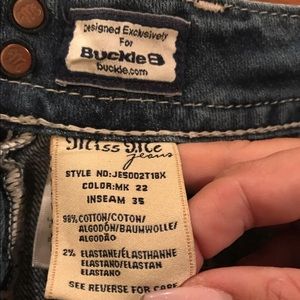 Designed Exclusively
For
Buckle B
buckle.com
Miss Me
jeans
STYLE NO:JE5002T18X
COLOR:MK 22
INSEAM 35
98%COTTON/COTON/
ALGODÓN/BAUMWOLLE/
ALGODÃO
2% ELASTANE/ÉLASTHANNE
ELASTANO/ELASTAN
ELASTANO
SEE REVERSE FOR CARE